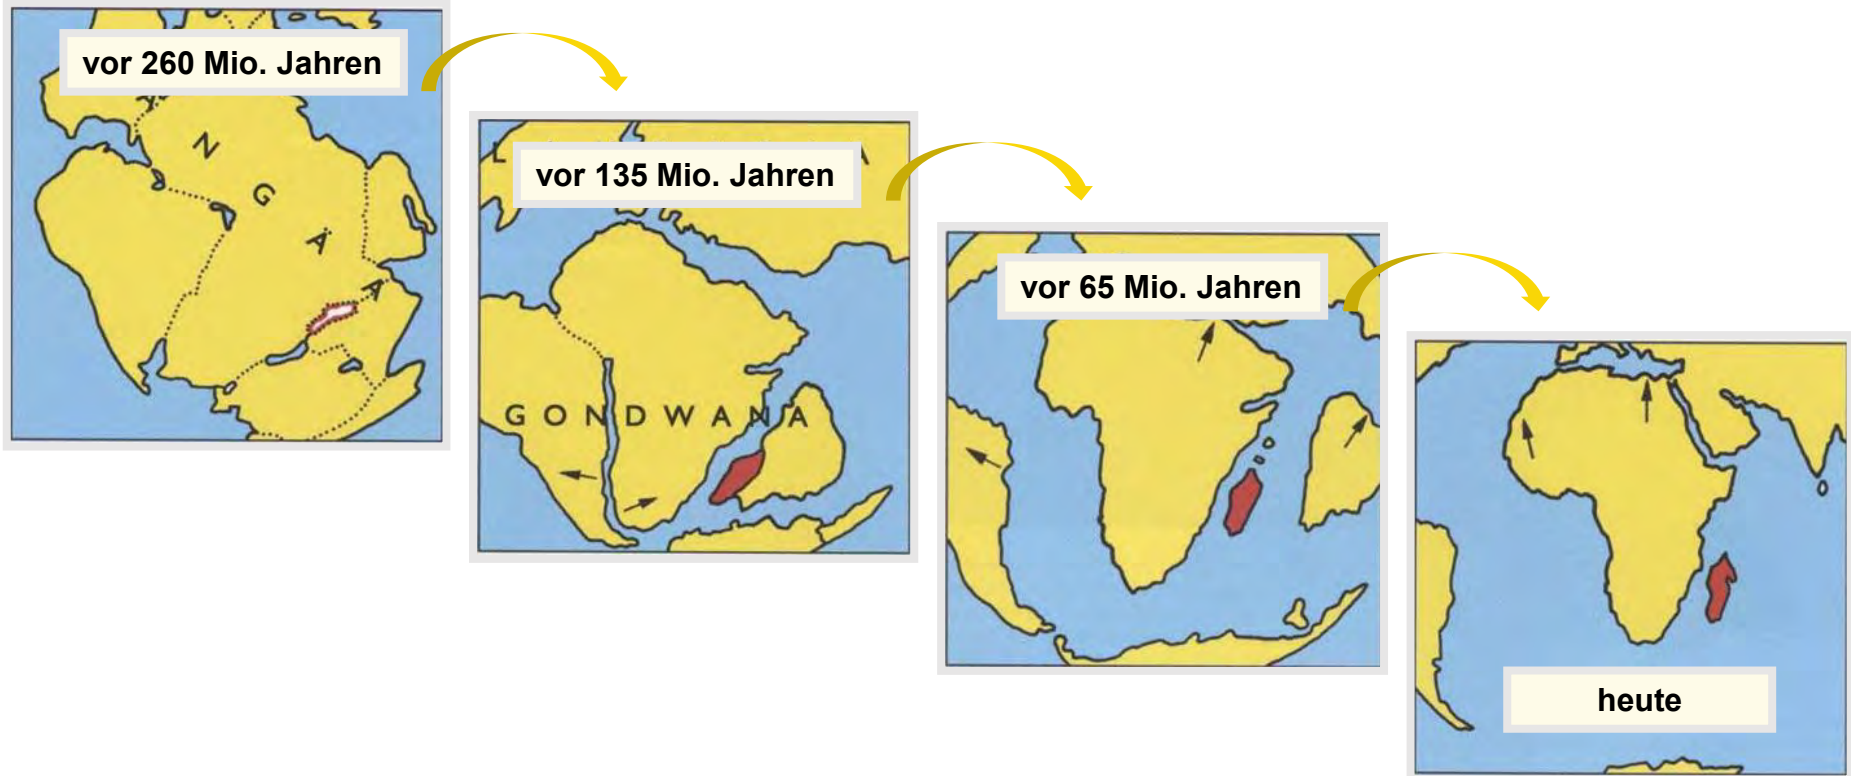 vor 260 Mio. Jahren
A
N
G
Ä
A
vor 135 Mio. Jahren
L A
GONDWANA
vor 65 Mio. Jahren
heute